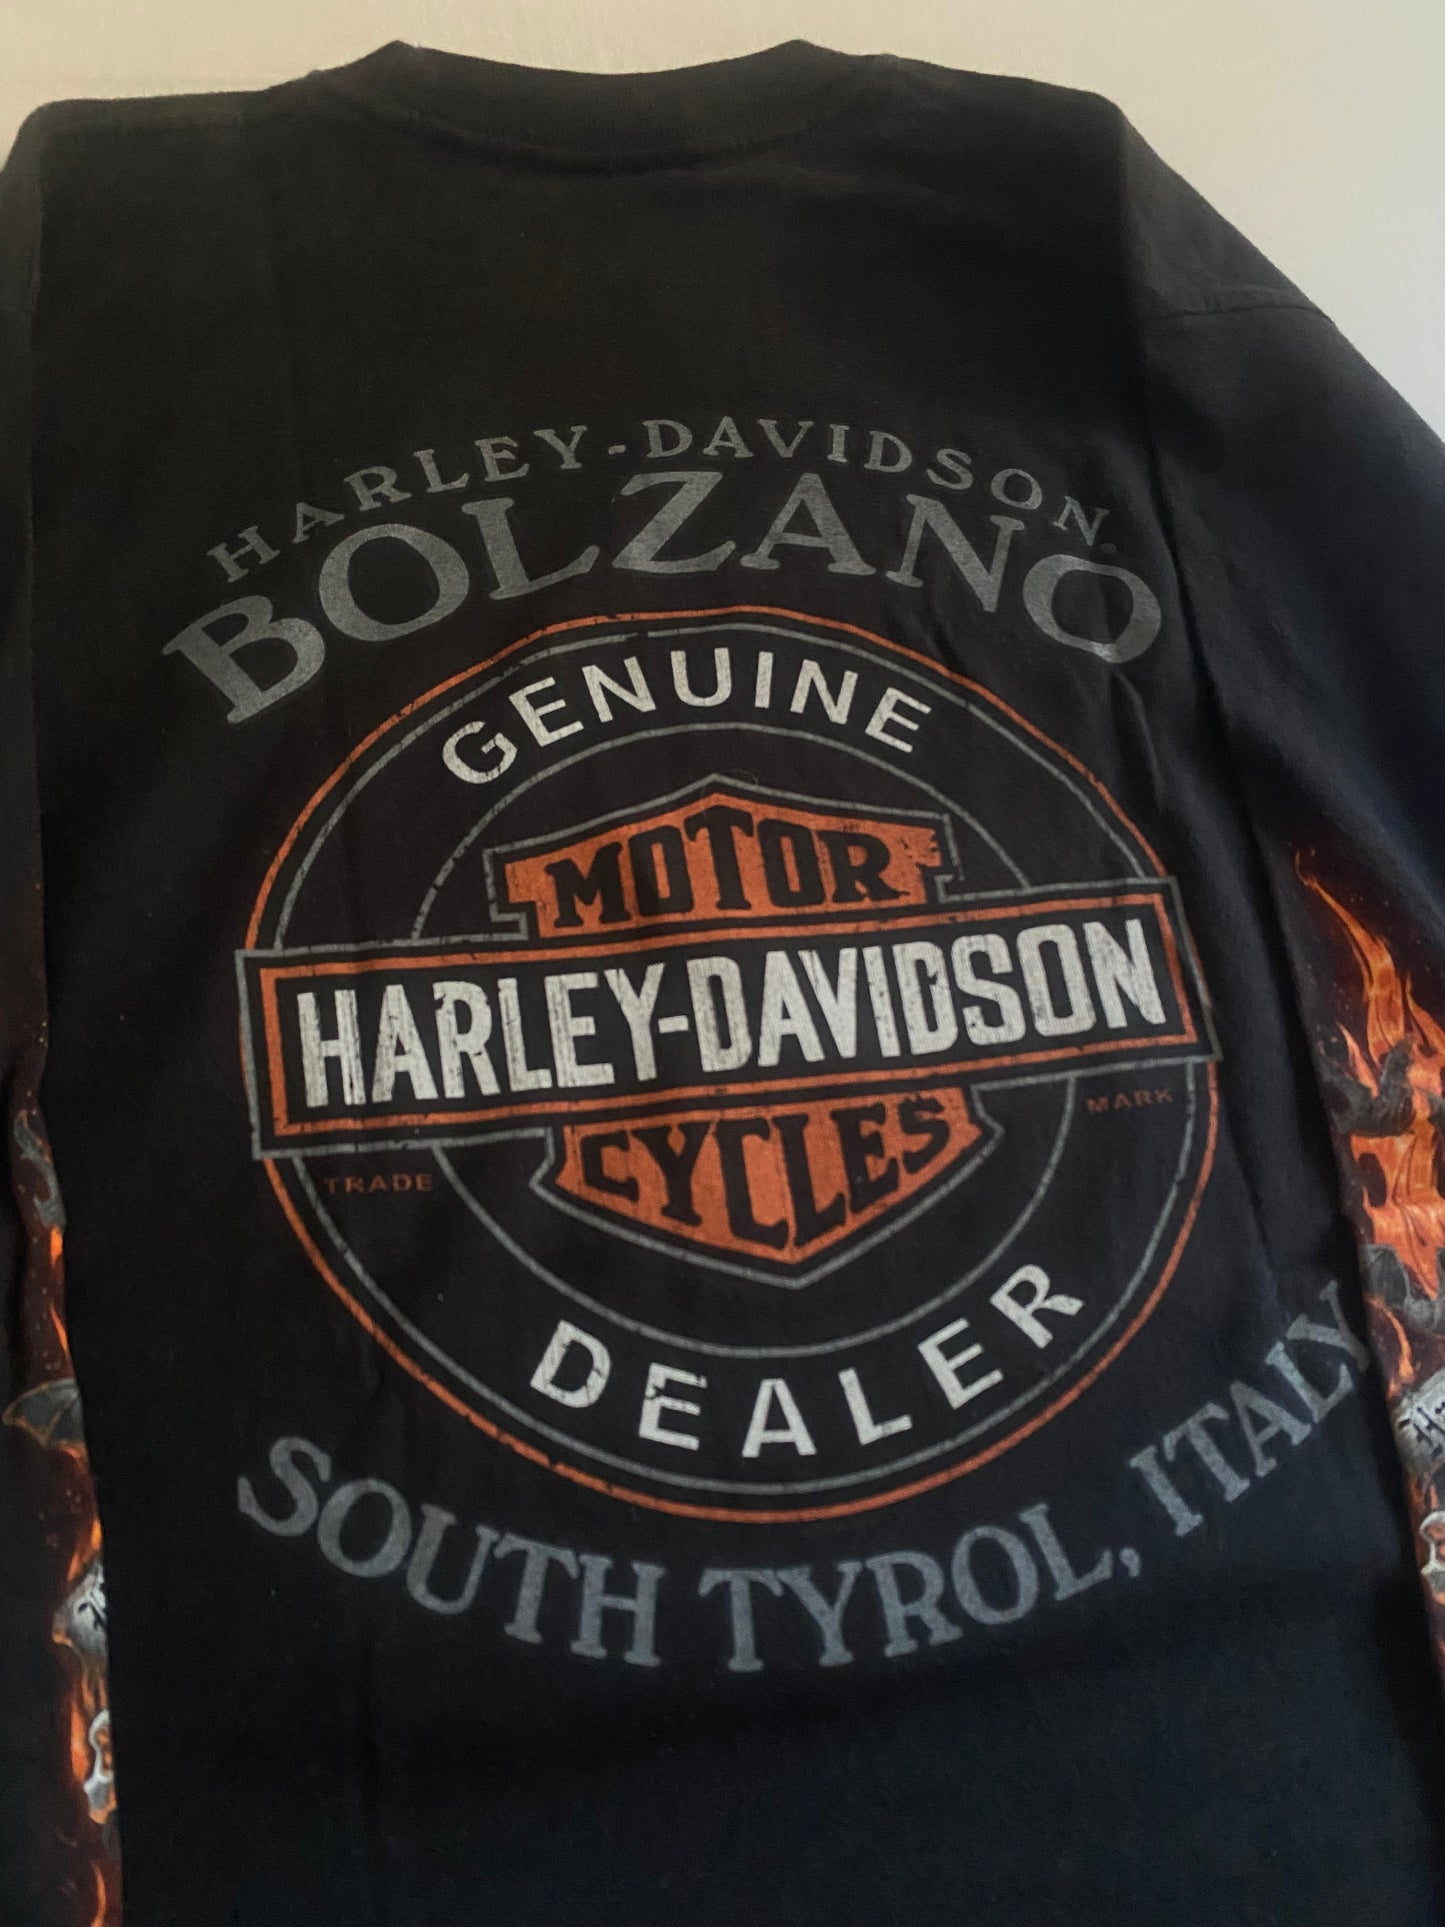 HARLEY-DAVIDSON.
BOLZANO
GENUINE
MOTOR
HARLEY-DAVIDSON
CYCLES
TRADE
MARK
DEALER
SOUTH TYROL, ITALY